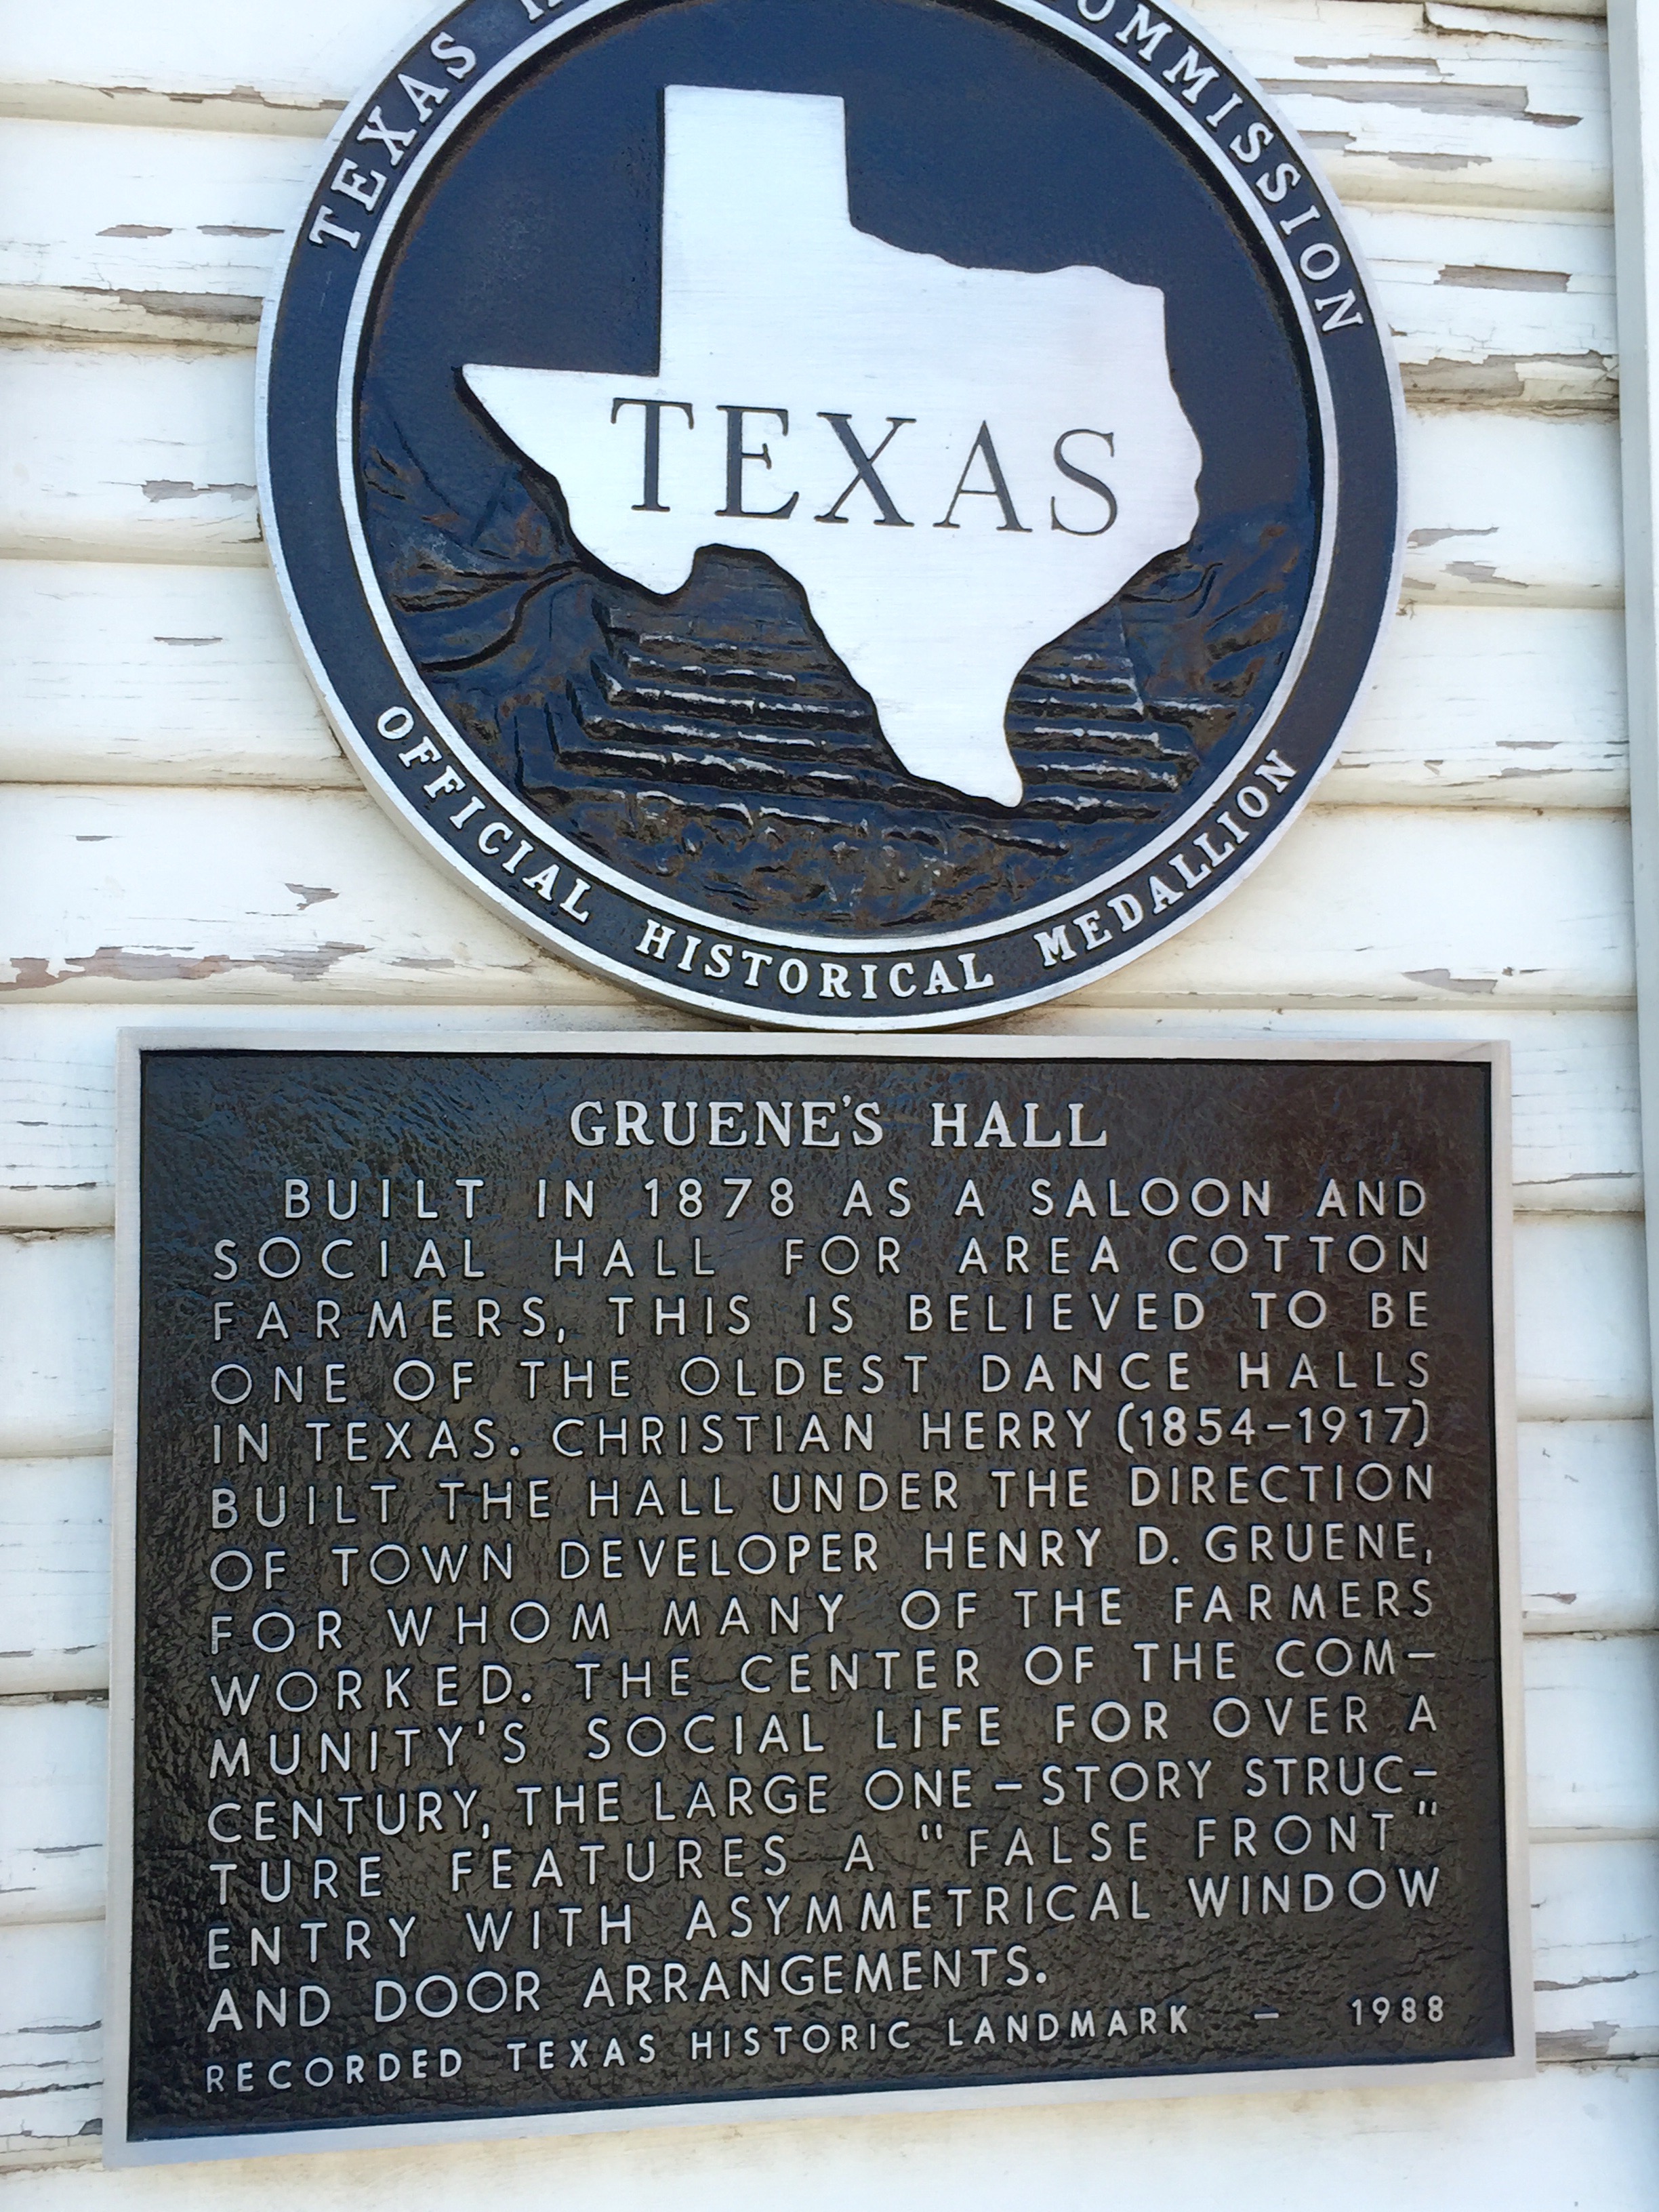 TEXAS
COMMISSION
TEXAS
OFFICIAL HISTORICAL MEDALLION
GRUENE'S HALL
BUILT IN 1878 AS A SALOON AND
SOCIAL HALL FOR AREA COTTON
FARMERS, THIS IS BELIEVED TO BE
ONE OF THE OLDEST DANCE HALLS
IN TEXAS. CHRISTIAN HERRY (1854-1917)
BUILT THE HALL UNDER THE DIRECTION
OF TOWN DEVELOPER HENRY D. GRUENE,
FOR WHOM MANY OF THE FARMERS
WORKED. THE CENTER OF THE COM-
MUNITY'S SOCIAL LIFE FOR OVER A
CENTURY, THE LARGE ONE-STORY STRUC-
TURE FEATURES A "FALSE FRONT"
ENTRY WITH ASYMMETRICAL WINDOW
AND DOOR ARRANGEMENTS.
RECORDED TEXAS HISTORIC LANDMARK - 1988